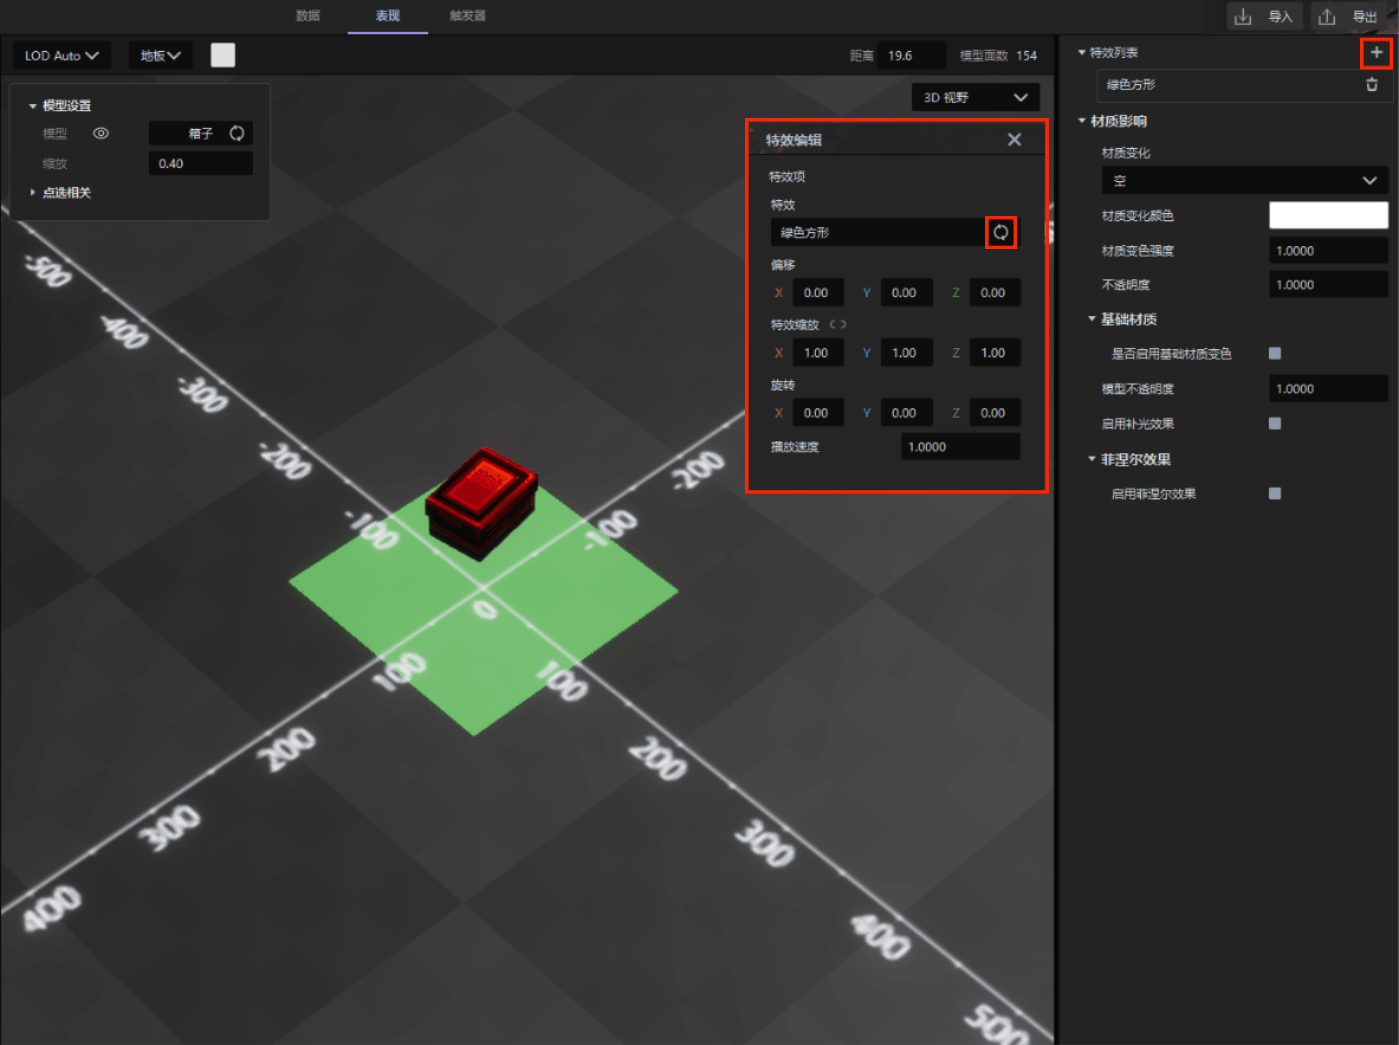 数据 表现 触发器 导入 导出
LOD Auto 地板 距离 19.6 模型面数 154
3D 视野
模型设置
模型 箱子
缩放 0.40
点选相关
特效编辑
特效项
特效
绿色方形
偏移
X 0.00 Y 0.00 Z 0.00
特效缩放
X 1.00 Y 1.00 Z 1.00
旋转
X 0.00 Y 0.00 Z 0.00
播放速度 1.0000
特效列表
绿色方形
材质影响
材质变化
空
材质变化颜色
材质变色强度 1.0000
不透明度 1.0000
基础材质
是否启用基础材质变色
模型不透明度 1.0000
启用补光效果
菲涅尔效果
启用菲涅尔效果
-500
-400
-300
-200
-100
-200
-100
0
100
200
300
400
100
200
300
400
500